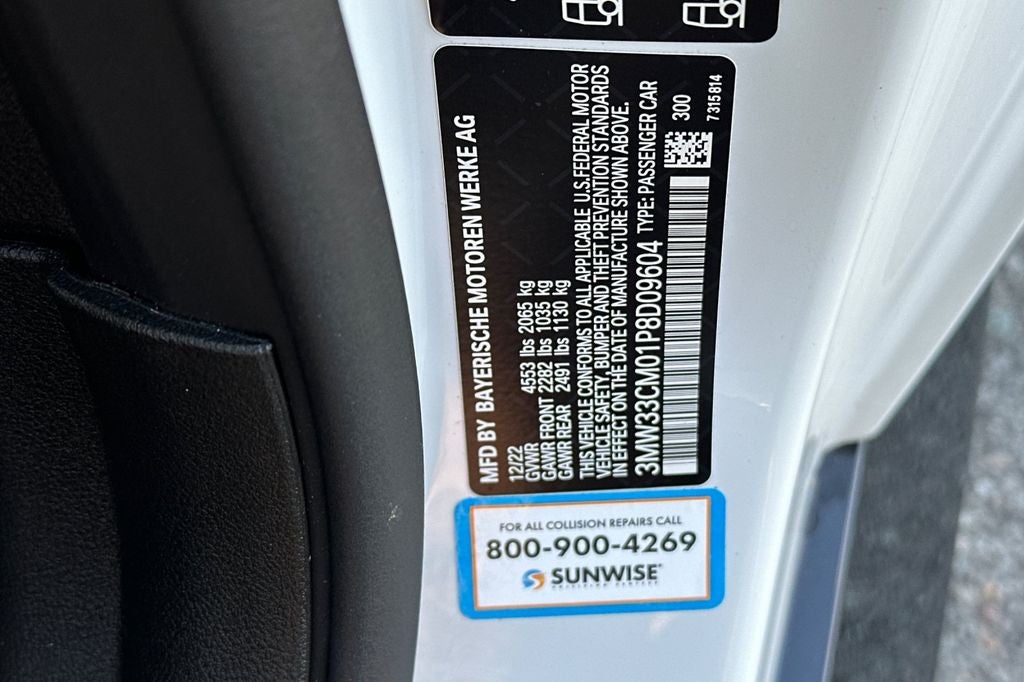 MFD BY BAYERISCHE MOTOREN WERKE AG
12/22
GVWR 4553 lbs 2065 kg
GAWR FRONT 2282 lbs 1035 kg
GAWR REAR 2491 lbs 1130 kg
THIS VEHICLE CONFORMS TO ALL APPLICABLE U.S.FEDERAL MOTOR
VEHICLE SAFETY, BUMPER AND THEFT PREVENTION STANDARDS
IN EFFECT ON THE DATE OF MANUFACTURE SHOWN ABOVE.
3MW33CM01P8D09604 TYPE: PASSENGER CAR
300
7315814
FOR ALL COLLISION REPAIRS CALL
800-900-4269
SUNWISE
COLLISION CENTERS